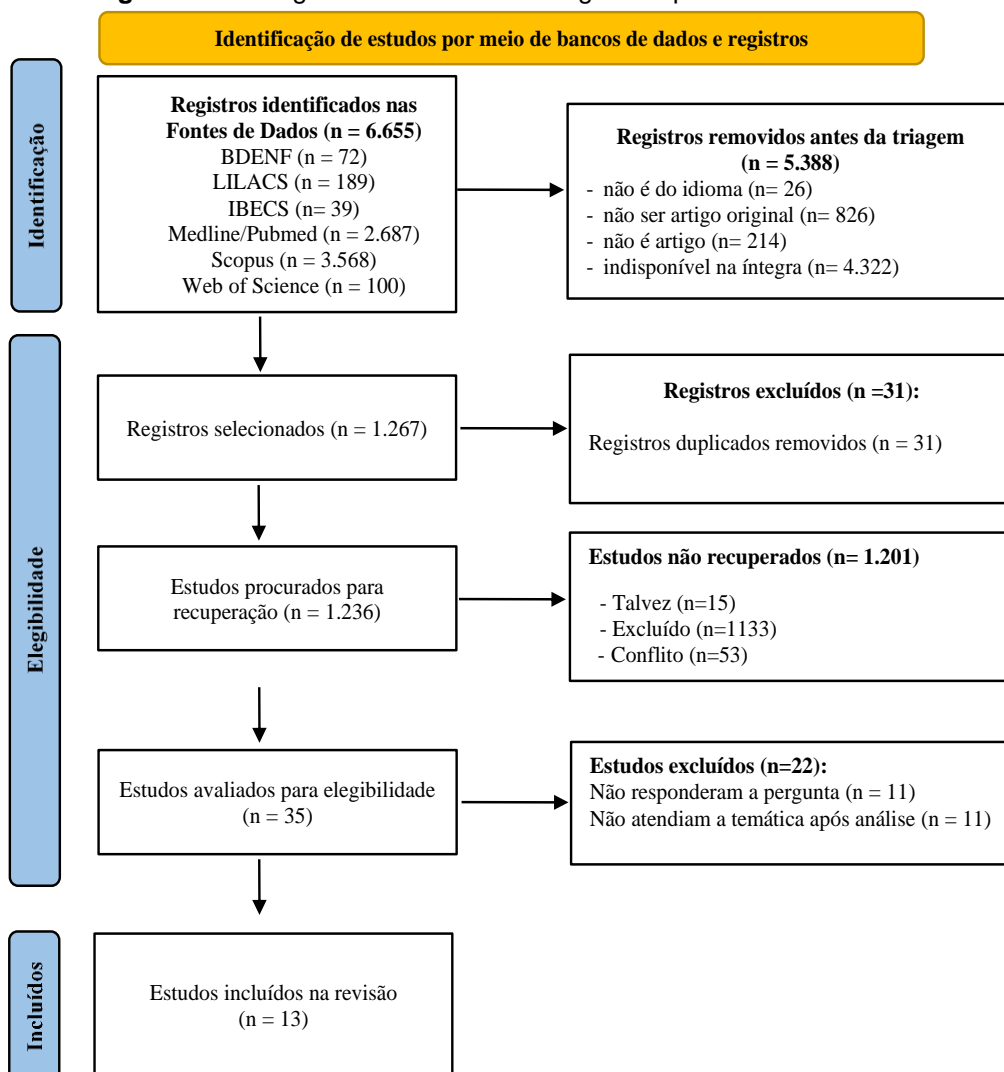 Identificação de estudos por meio de bancos de dados e registros
Identificação
Registros identificados nas
Fontes de Dados (n = 6.655)
BDENF (n = 72)
LILACS (n = 189)
IBECS (n= 39)
Medline/Pubmed (n = 2.687)
Scopus (n = 3.568)
Web of Science (n = 100)
Registros removidos antes da triagem
(n = 5.388)
- não é do idioma (n= 26)
- não ser artigo original (n= 826)
- não é artigo (n= 214)
- indisponível na íntegra (n= 4.322)
Elegibilidade
Registros selecionados (n = 1.267)
Registros excluídos (n =31):
Registros duplicados removidos (n = 31)
Estudos procurados para
recuperação (n = 1.236)
Estudos não recuperados (n= 1.201)
- Talvez (n=15)
- Excluído (n=1133)
- Conflito (n=53)
Estudos avaliados para elegibilidade
(n = 35)
Estudos excluídos (n=22):
Não responderam a pergunta (n = 11)
Não atendiam a temática após análise (n = 11)
Incluídos
Estudos incluídos na revisão
(n = 13)